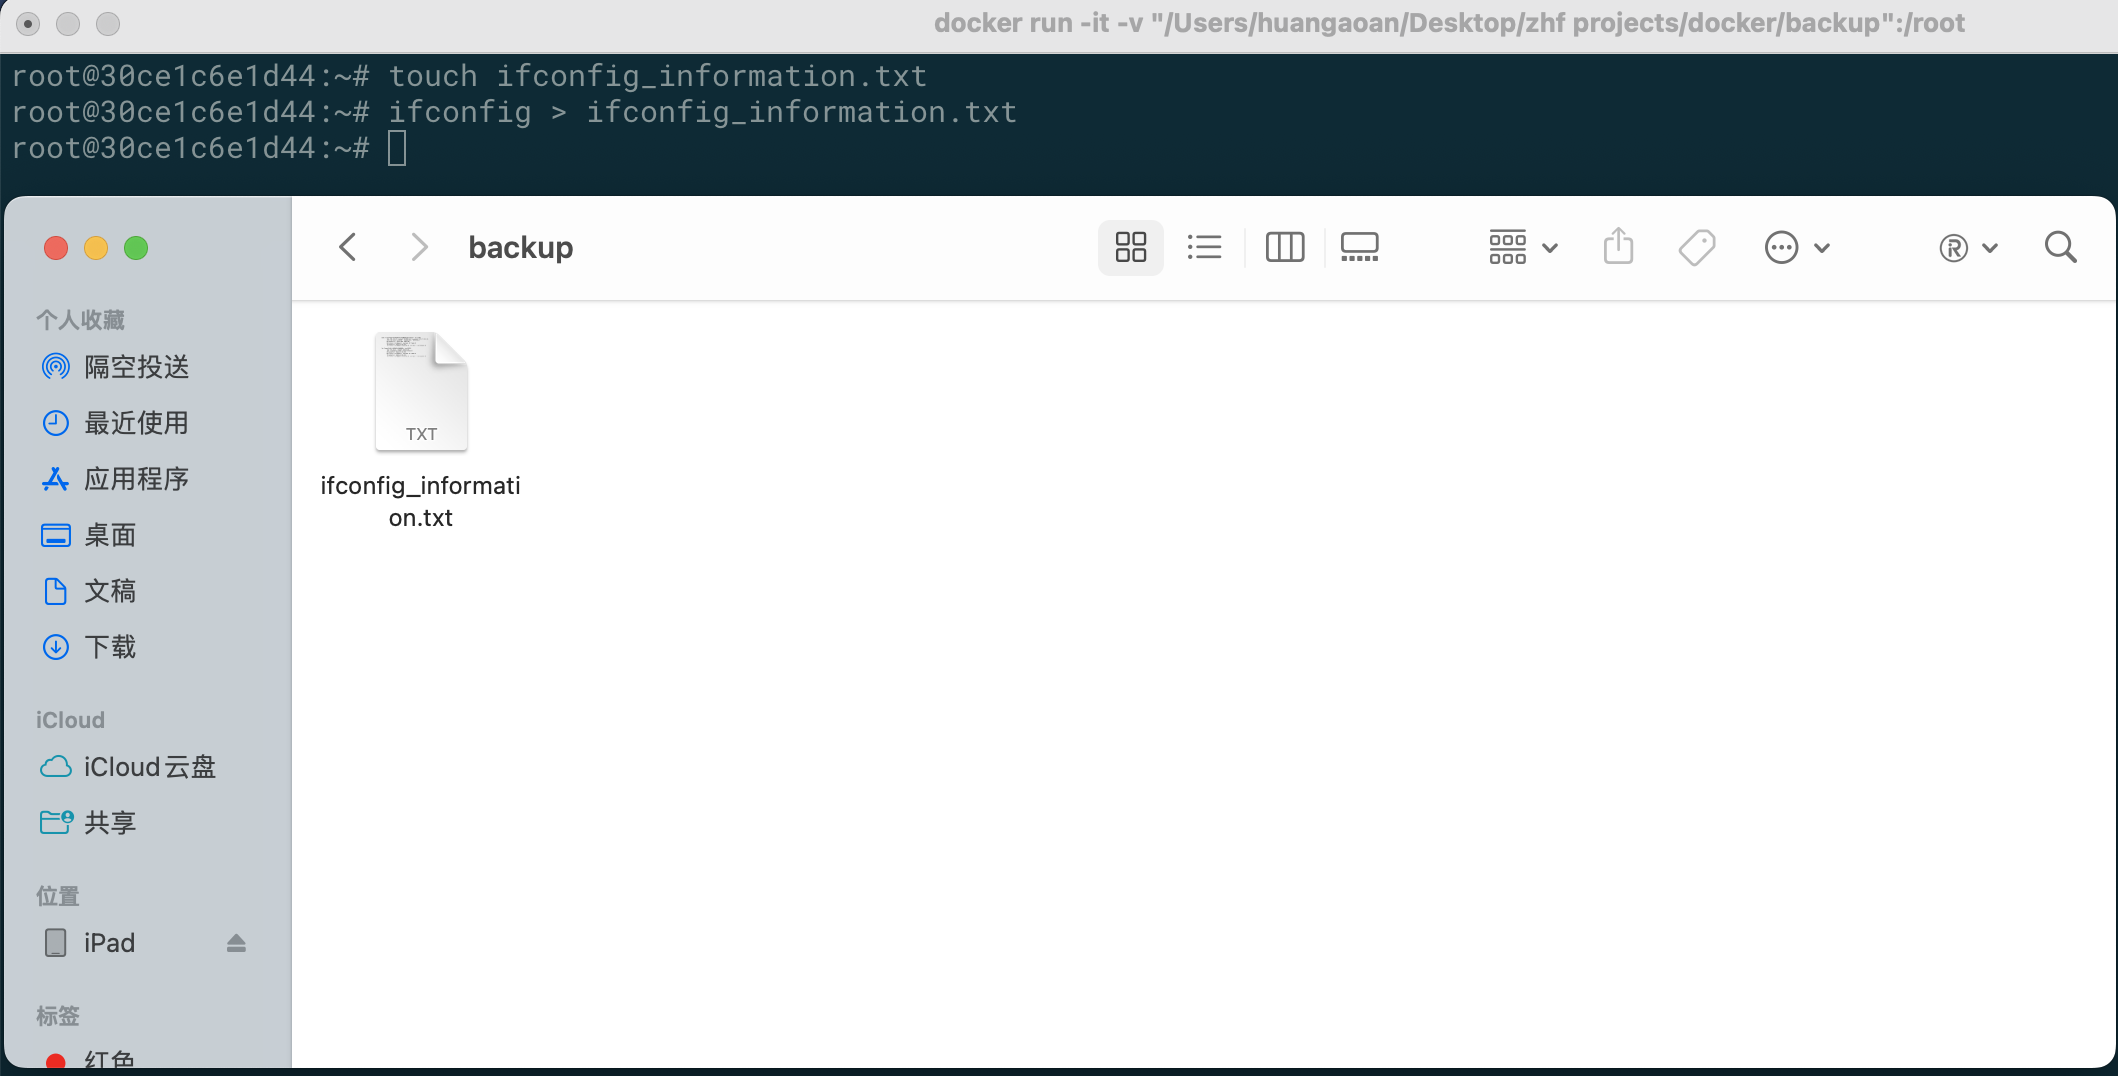 docker run -it -v "/Users/huangaoan/Desktop/zhf projects/docker/backup":/root
root@30ce1c6e1d44:~# touch ifconfig_information.txt
root@30ce1c6e1d44:~# ifconfig > ifconfig_information.txt
root@30ce1c6e1d44:~#
backup
个人收藏
隔空投送
最近使用
应用程序
桌面
文稿
下载
iCloud
iCloud云盘
共享
位置
iPad
标签
红色
TXT
ifconfig_informati
on.txt